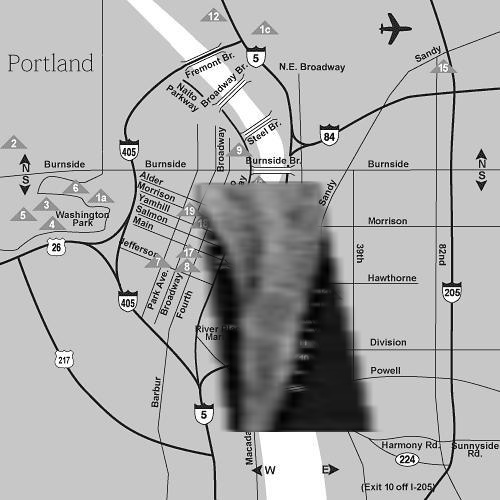 12
1c
5
Fremont Br.
Sandy
15
Portland
Naito
Parkway
Broadway Br.
N.E. Broadway
Steel Br.
84
Broadway
9
405
2
N
S
Burnside
Burnside
Burnside Br.
Burnside
N
S
Alder
Morrison
Yamhill
Salmon
Main
Jefferson
6
1a
3
5
4
Washington
Park
19
Sandy
Morrison
26
17
7
8
39th
82nd
Park Ave.
Broadway
Fourth
Hawthorne
405
205
217
Division
Powell
Barbur
5
Harmony Rd.
Sunnyside
Rd.
224
W
E
(Exit 10 off I-205)